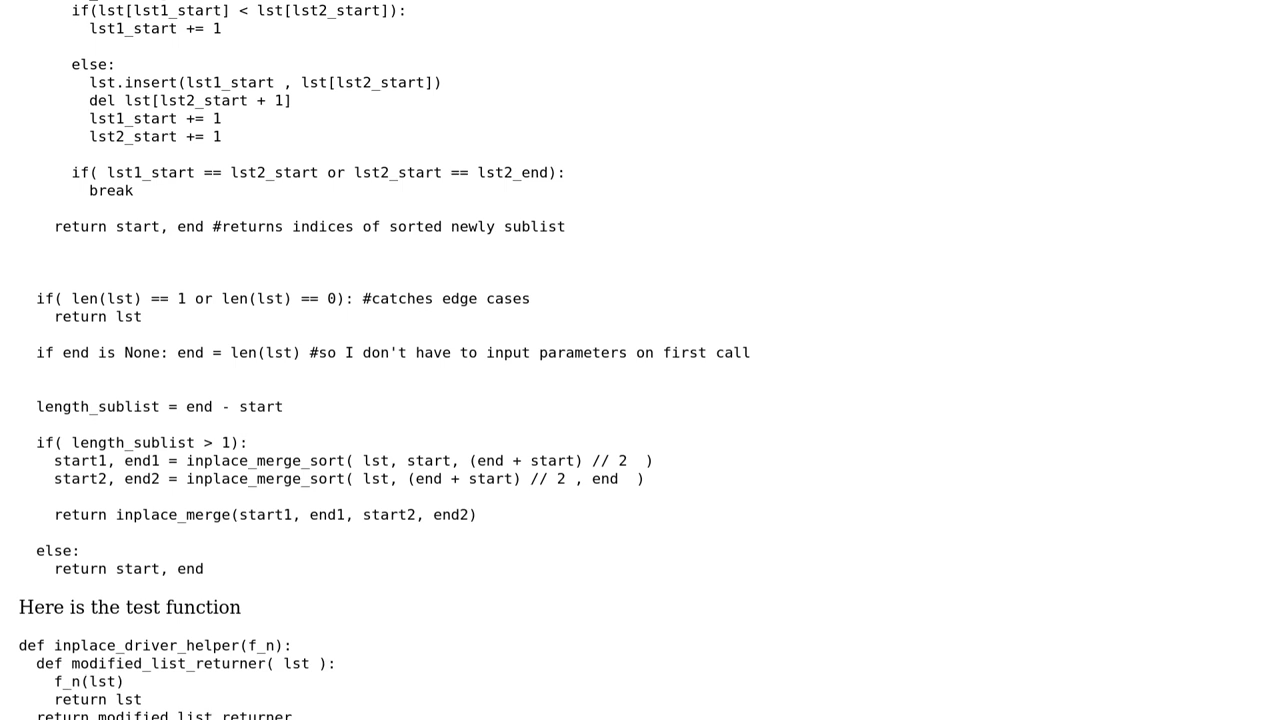 if(lst[lst1_start] < lst[lst2_start]):
lst1_start += 1
else:
lst.insert(lst1_start , lst[lst2_start])
del lst[lst2_start + 1]
lst1_start += 1
lst2_start += 1
if( lst1_start == lst2_start or lst2_start == lst2_end):
break
return start, end #returns indices of sorted newly sublist
if( len(lst) == 1 or len(lst) == 0): #catches edge cases
return lst
if end is None: end = len(lst) #so I don't have to input parameters on first call
length_sublist = end - start
if( length_sublist > 1):
start1, end1 = inplace_merge_sort( lst, start, (end + start) // 2  )
start2, end2 = inplace_merge_sort( lst, (end + start) // 2 , end  )
return inplace_merge(start1, end1, start2, end2)
else:
return start, end
Here is the test function
def inplace_driver_helper(f_n):
def modified_list_returner( lst ):
f_n(lst)
return lst
return modified_list_returner